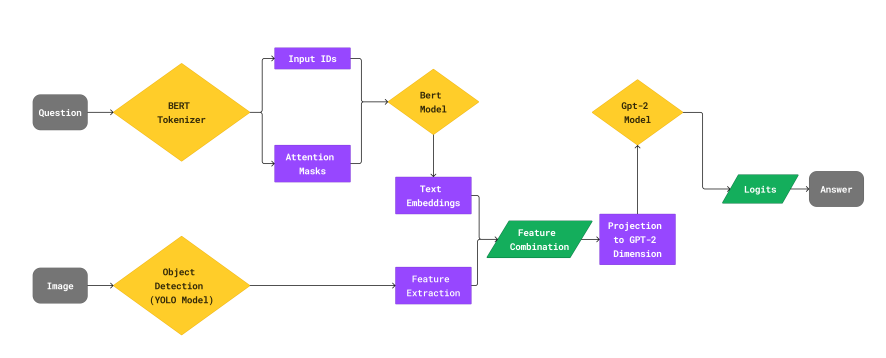 Question
BERT
Tokenizer
Input IDs
Attention
Masks
Bert
Model
Text
Embeddings
Image
Object
Detection
(YOLO Model)
Feature
Extraction
Feature
Combination
Projection
to GPT-2
Dimension
Gpt-2
Model
Logits
Answer